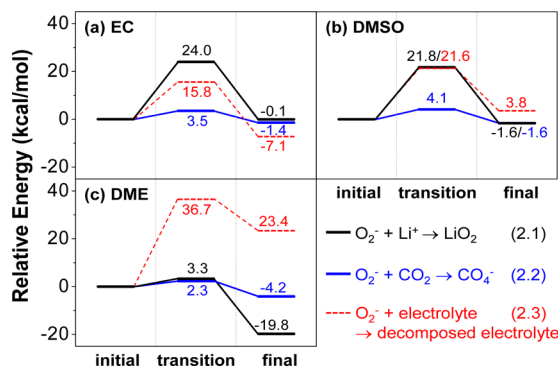 Relative Energy (kcal/mol)
(a) EC
40
20
0
-20
24.0
15.8
3.5
-0.1
-1.4
-7.1
(b) DMSO
21.8/21.6
4.1
3.8
-1.6/-1.6
initial transition final
(c) DME
40
20
0
-20
36.7
23.4
3.3
2.3
-4.2
-19.8
initial transition final
O₂⁻ + Li⁺ → LiO₂ (2.1)
O₂⁻ + CO₂ → CO₄⁻ (2.2)
O₂⁻ + electrolyte (2.3)
→ decomposed electrolyte